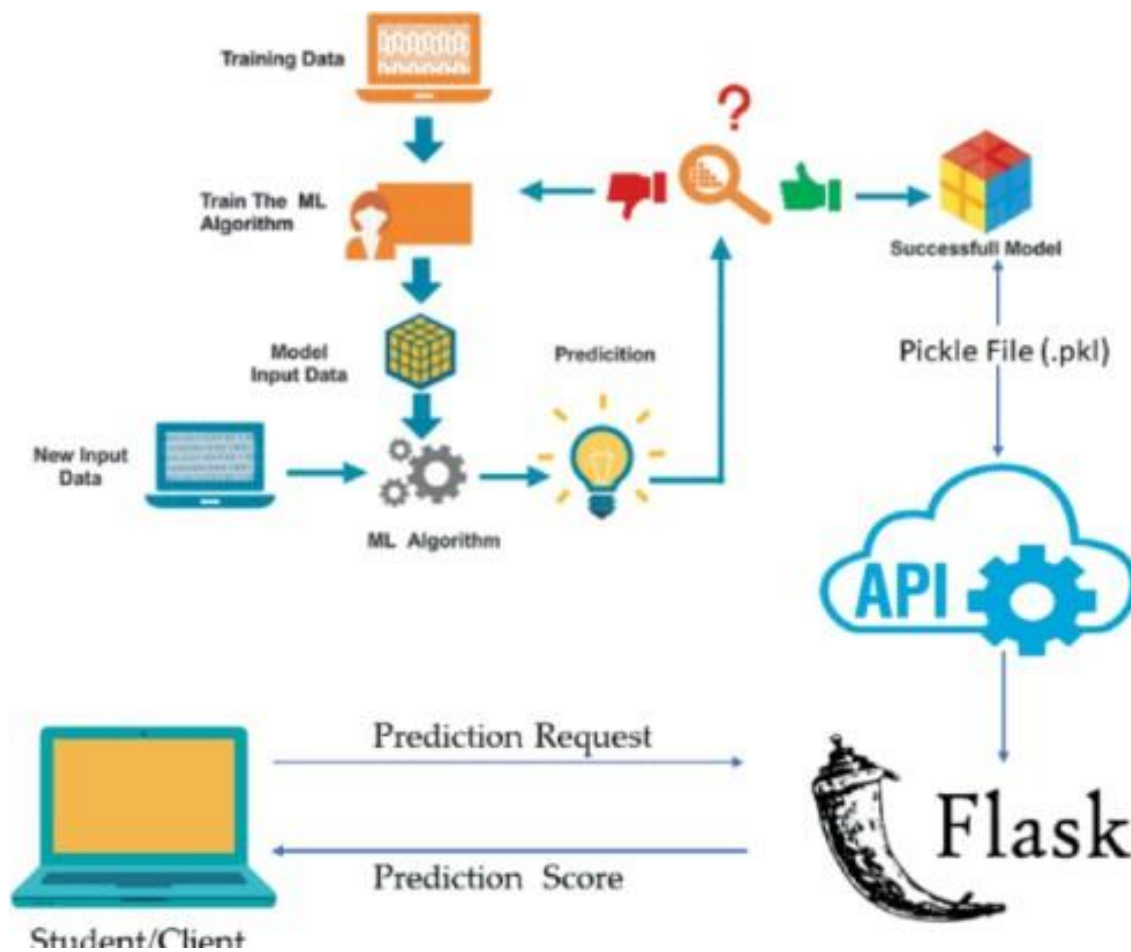 Training Data
?
Train The ML
Algorithm
Successfull Model
Model
Input Data
Predicition
Pickle File (.pkl)
New Input
Data
ML Algorithm
API
Prediction Request
Flask
Prediction Score
Student/Client